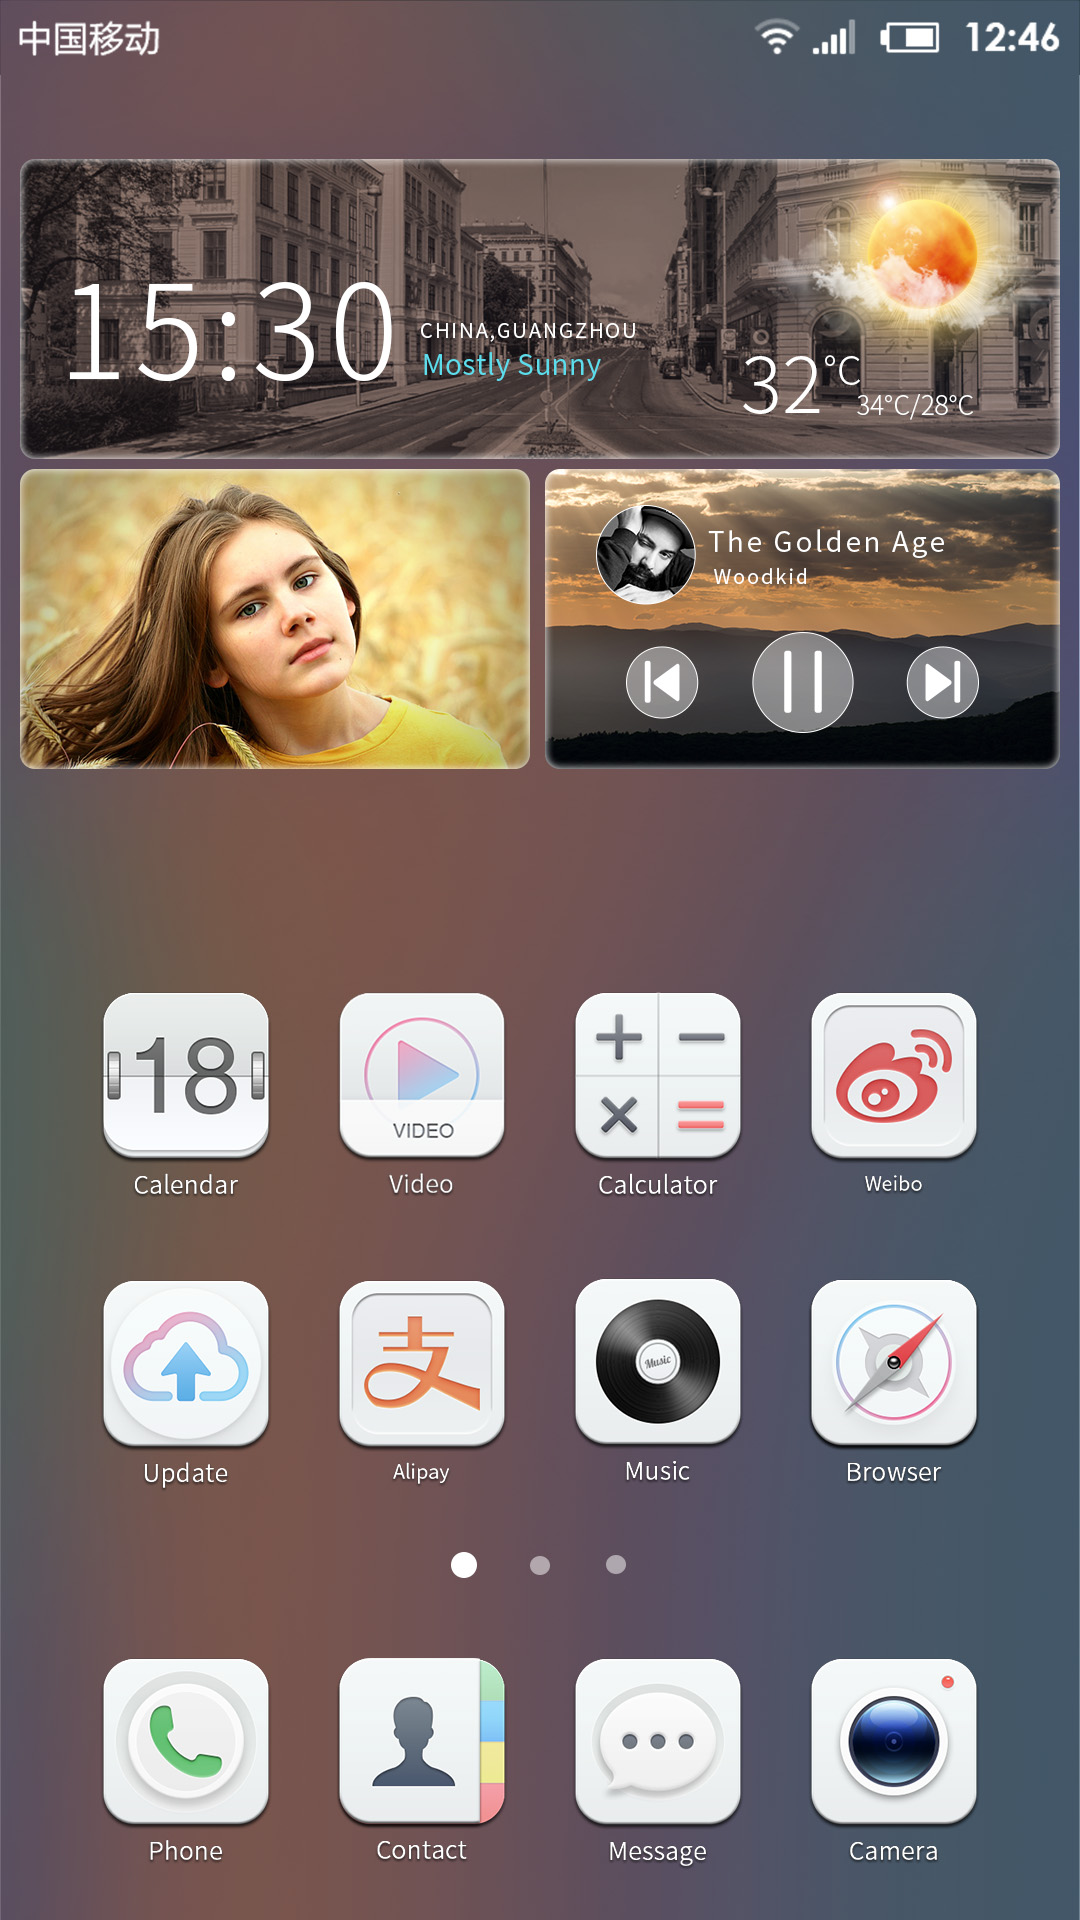 中国移动 12:46
15:30
CHINA,GUANGZHOU
Mostly Sunny
32°C
34°C/28°C
The Golden Age
Woodkid
18
VIDEO
Calendar Video Calculator Weibo
支
Music
Update Alipay Music Browser
Phone Contact Message Camera